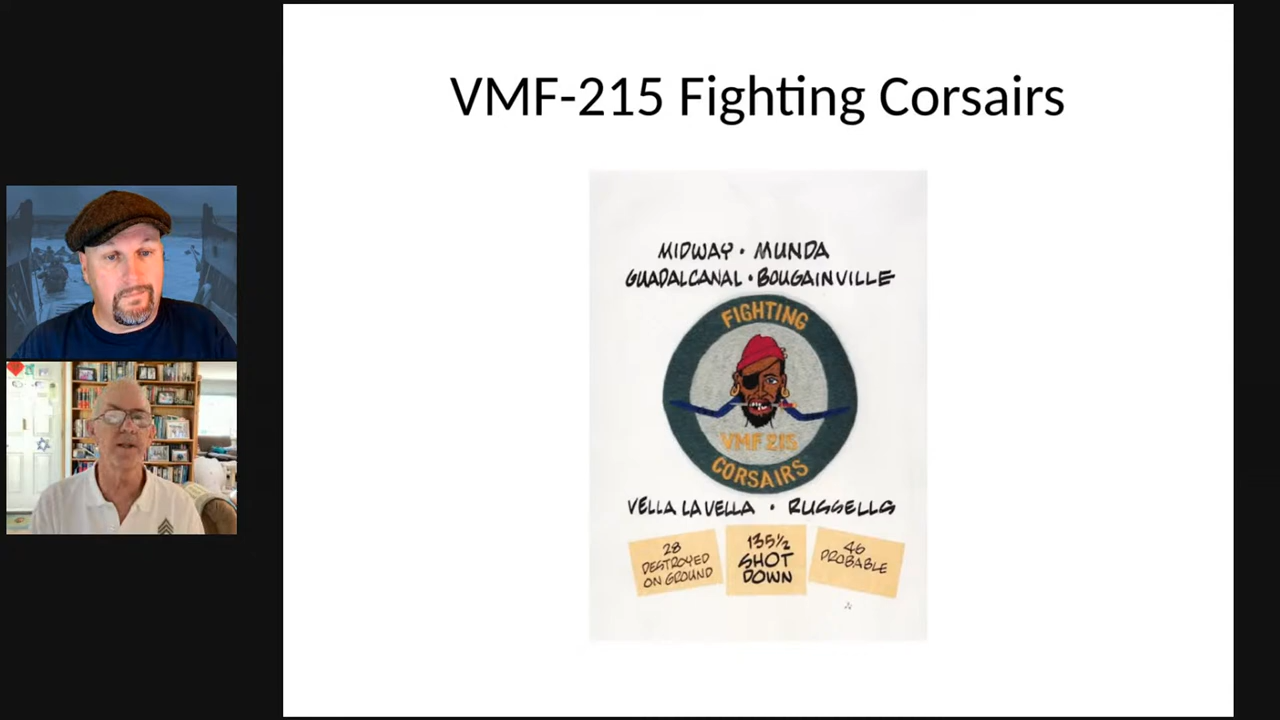 VMF-215 Fighting Corsairs
MIDWAY · MUNDA
GUADALCANAL · BOUGAINVILLE
FIGHTING
VMF 215
CORSAIRS
VELLA LAVELLA · RUSSELLS
28
DESTROYED
ON GROUND
135½
SHOT
DOWN
46
PROBABLE